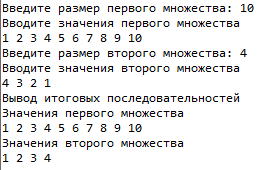 Введите размер первого множества: 10
Вводите значения первого множества
1 2 3 4 5 6 7 8 9 10
Введите размер второго множества: 4
Вводите значения второго множества
4 3 2 1
Вывод итоговых последовательностей
Значения первого множества
1 2 3 4 5 6 7 8 9 10
Значения второго множества
1 2 3 4